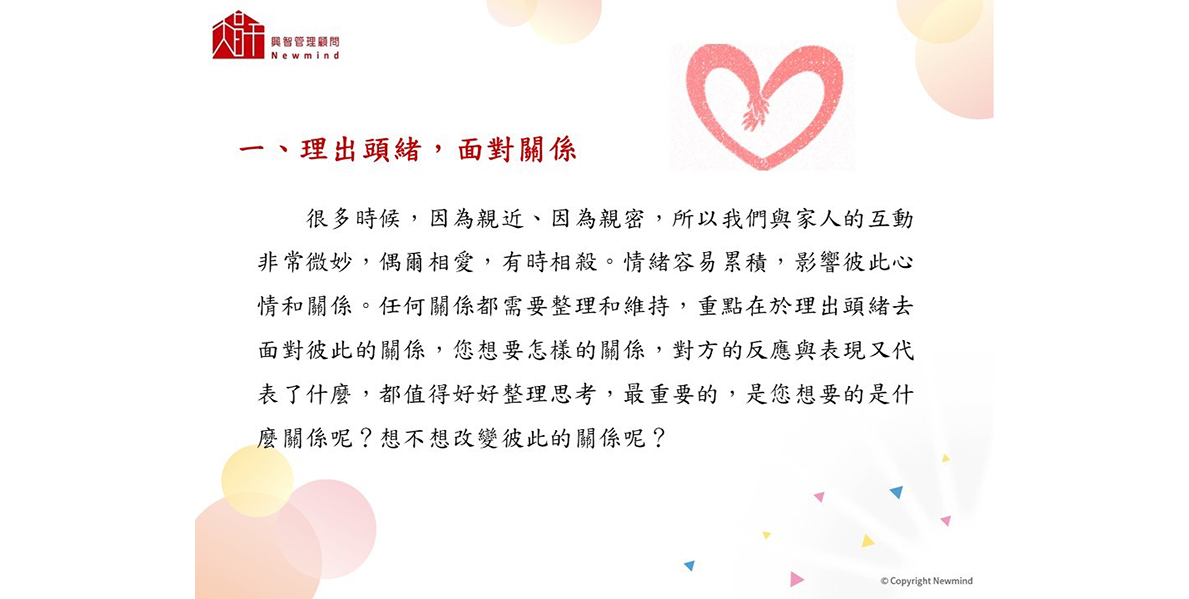 興智管理顧問
Newmind
一、理出頭緒，面對關係
很多時候，因為親近、因為親密，所以我們與家人的互動
非常微妙，偶爾相愛，有時相殺。情緒容易累積，影響彼此心
情和關係。任何關係都需要整理和維持，重點在於理出頭緒去
面對彼此的關係，您想要怎樣的關係，對方的反應與表現又代
表了什麼，都值得好好整理思考，最重要的，是您想要的是什
麼關係呢？想不想改變彼此的關係呢？
© Copyright Newmind